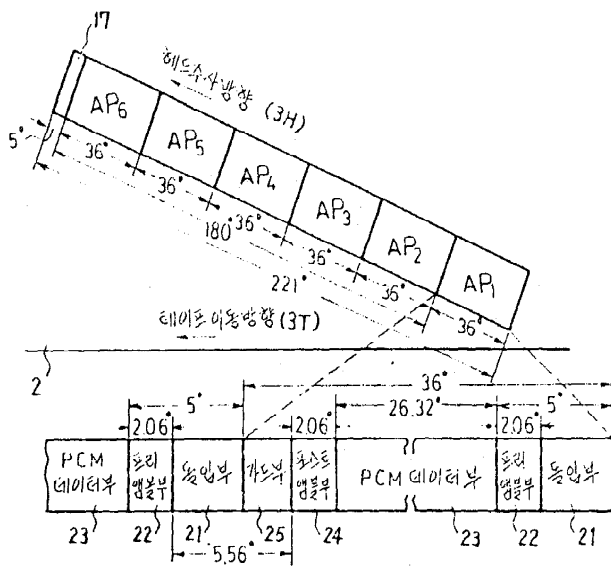 17
헤드주사방향 (3H)
AP6
AP5
AP4
AP3
AP2
AP1
5°
36°
36°
36°
36°
36°
36°
180°
221°
테이프이동방향(3T)
2
36°
5°
26.32°
5°
2.06°
2.06°
2.06°
PCM
데이터부
프리
앰블부
돌입부
가드부
포스트
앰블부
PCM 데이터부
프리
앰블부
돌입부
23
22
21
25
24
23
22
21
5.56°